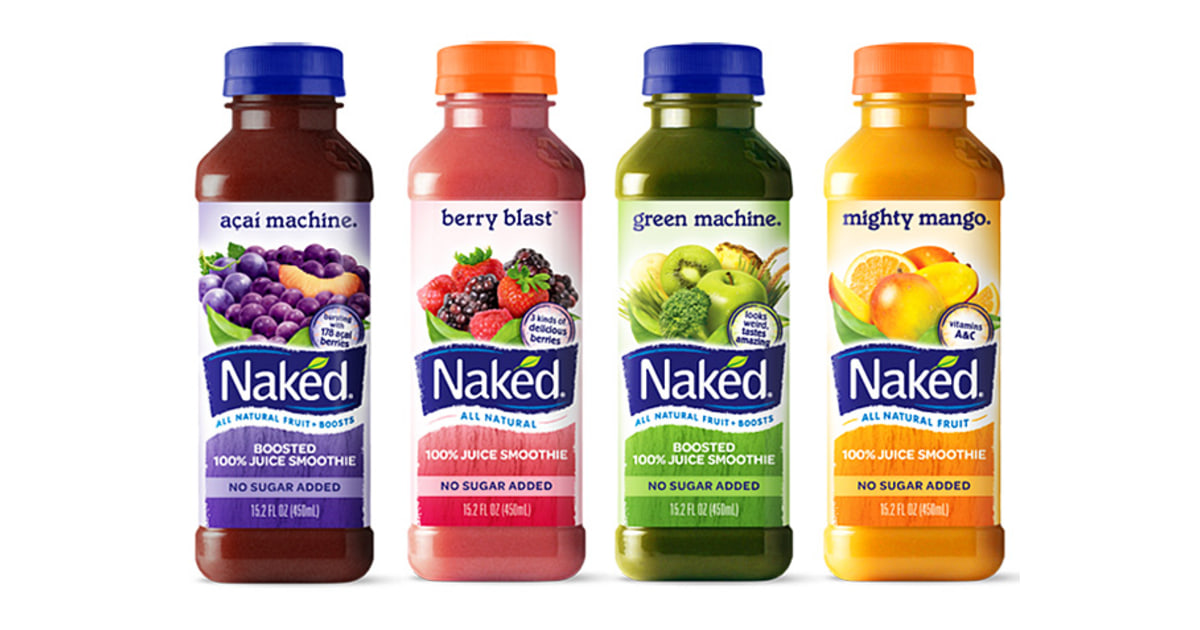 açaí machine.
bursting
with
178 açaí
berries
Naked®
ALL NATURAL FRUIT + BOOSTS
BOOSTED
100% JUICE SMOOTHIE
NO SUGAR ADDED
15.2 FL OZ (450mL)
berry blast™
3 kinds of
delicious
berries
Naked®
ALL NATURAL
100% JUICE SMOOTHIE
NO SUGAR ADDED
15.2 FL OZ (450mL)
green machine.
looks
weird,
tastes
amazing
Naked®
ALL NATURAL FRUIT + BOOSTS
BOOSTED
100% JUICE SMOOTHIE
NO SUGAR ADDED
15.2 FL OZ (450mL)
mighty mango.
vitamins
A&C
Naked®
ALL NATURAL FRUIT
100% JUICE SMOOTHIE
NO SUGAR ADDED
15.2 FL OZ (450mL)